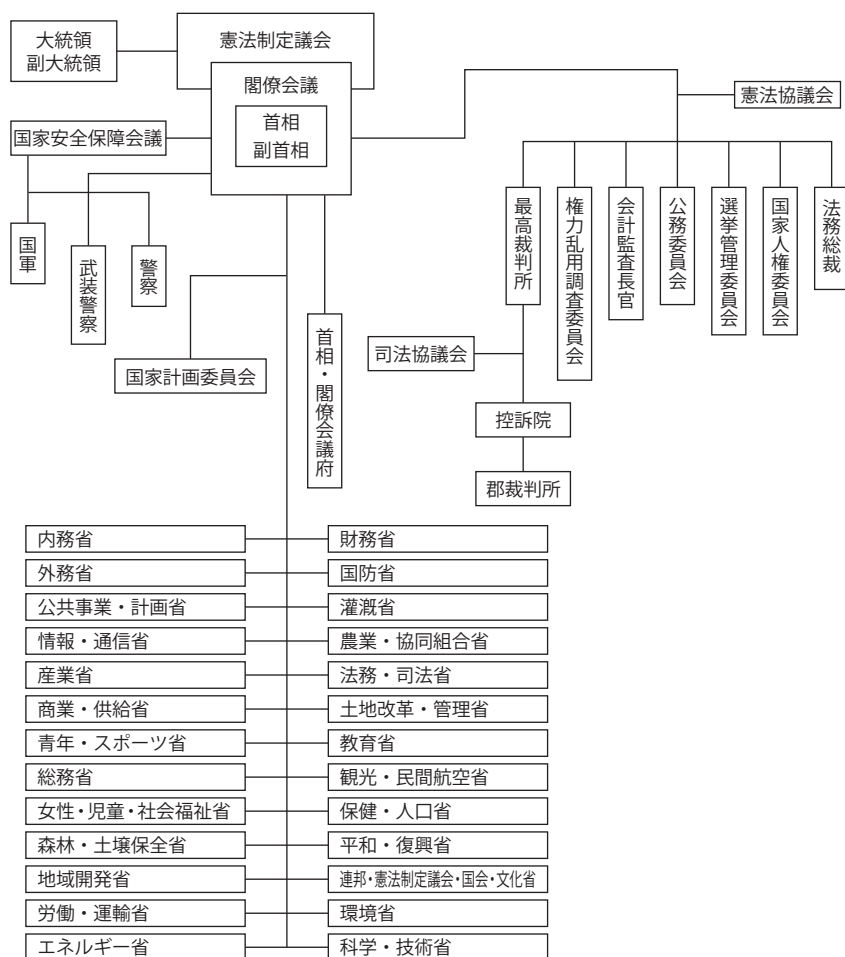 大統領
副大統領
憲法制定議会
閣僚会議
首相
副首相
憲法協議会
国家安全保障会議
国軍
武装警察
警察
最高裁判所
権力乱用調査委員会
会計監査長官
公務委員会
選挙管理委員会
国家人権委員会
法務総裁
国家計画委員会
首相・閣僚会議府
司法協議会
控訴院
郡裁判所
内務省
財務省
外務省
国防省
公共事業・計画省
灌漑省
情報・通信省
農業・協同組合省
産業省
法務・司法省
商業・供給省
土地改革・管理省
青年・スポーツ省
教育省
総務省
観光・民間航空省
女性・児童・社会福祉省
保健・人口省
森林・土壌保全省
平和・復興省
地域開発省
連邦・憲法制定議会・国会・文化省
労働・運輸省
環境省
エネルギー省
科学・技術省